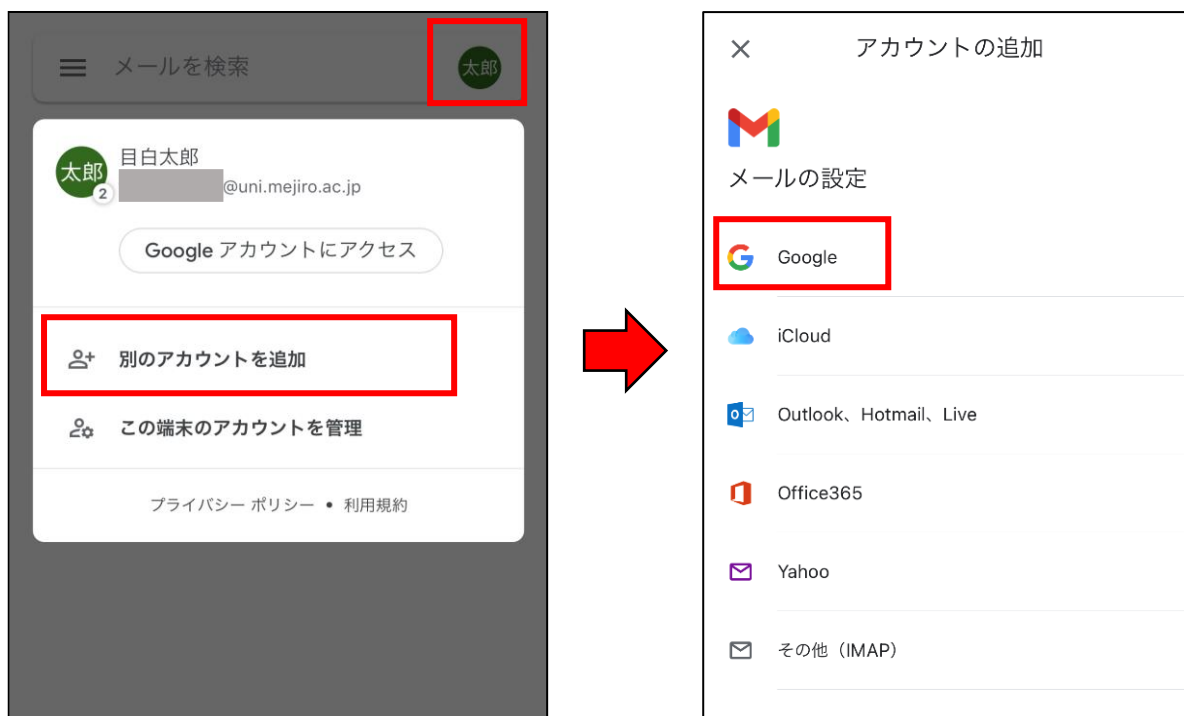 メールを検索
太郎
太郎
2
目白太郎
@uni.mejiro.ac.jp
Google アカウントにアクセス
別のアカウントを追加
この端末のアカウントを管理
プライバシー ポリシー • 利用規約
アカウントの追加
メールの設定
Google
iCloud
Outlook、Hotmail、Live
Office365
Yahoo
その他（IMAP）